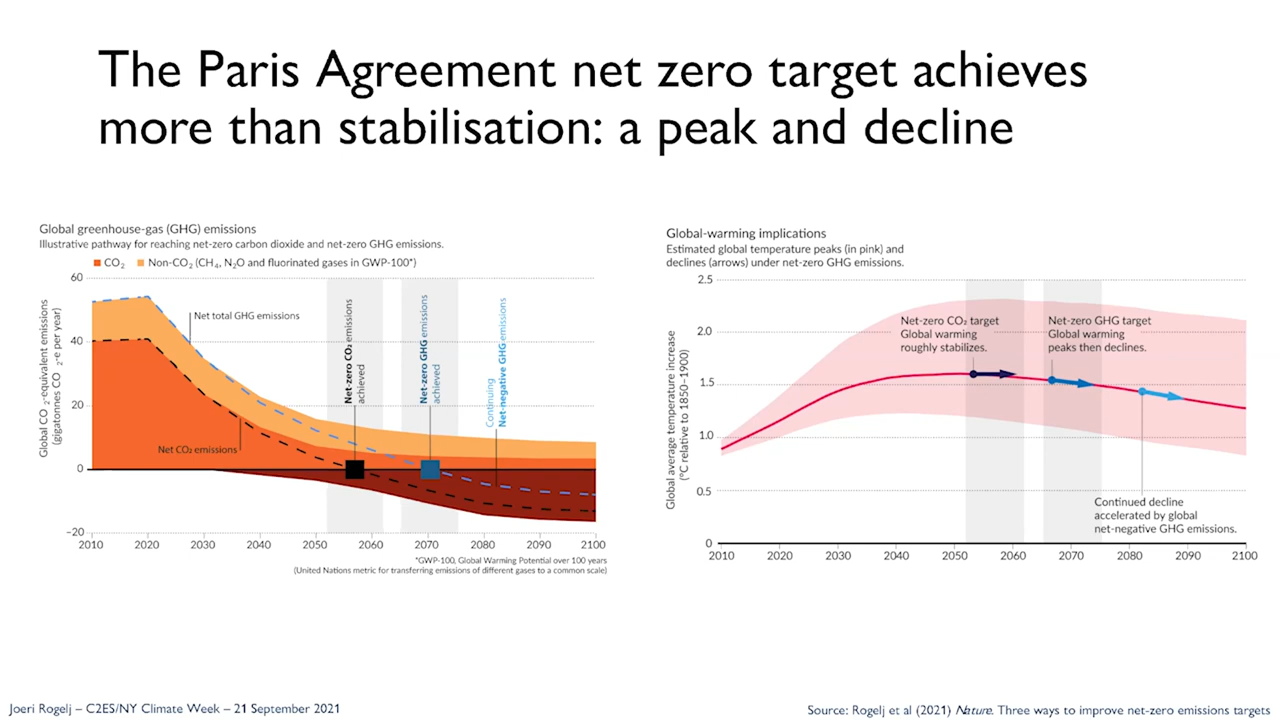 The Paris Agreement net zero target achieves
more than stabilisation: a peak and decline
Global greenhouse-gas (GHG) emissions
Illustrative pathway for reaching net-zero carbon dioxide and net-zero GHG emissions.
CO₂ Non-CO₂ (CH₄, N₂O and fluorinated gases in GWP-100*)
Global CO ₂-equivalent emissions
(gigatonnes CO ₂-e per year)
60
40
20
0
–20
Net total GHG emissions
Net CO₂ emissions
Net-zero CO₂ emissions
achieved
Net-zero GHG emissions
achieved
Continuing
Net-negative GHG emissions
2010 2020 2030 2040 2050 2060 2070 2080 2090 2100
*GWP-100, Global Warming Potential over 100 years
(United Nations metric for transferring emissions of different gases to a common scale)
Global-warming implications
Estimated global temperature peaks (in pink) and
declines (arrows) under net-zero GHG emissions.
Global average temperature increase
(°C relative to 1850–1900)
2.5
2.0
1.5
1.0
0.5
0
Net-zero CO₂ target
Global warming
roughly stabilizes.
Net-zero GHG target
Global warming
peaks then declines.
Continued decline
accelerated by global
net-negative GHG emissions.
2010 2020 2030 2040 2050 2060 2070 2080 2090 2100
Joeri Rogelj – C2ES/NY Climate Week – 21 September 2021
Source: Rogelj et al (2021) Nature. Three ways to improve net-zero emissions targets